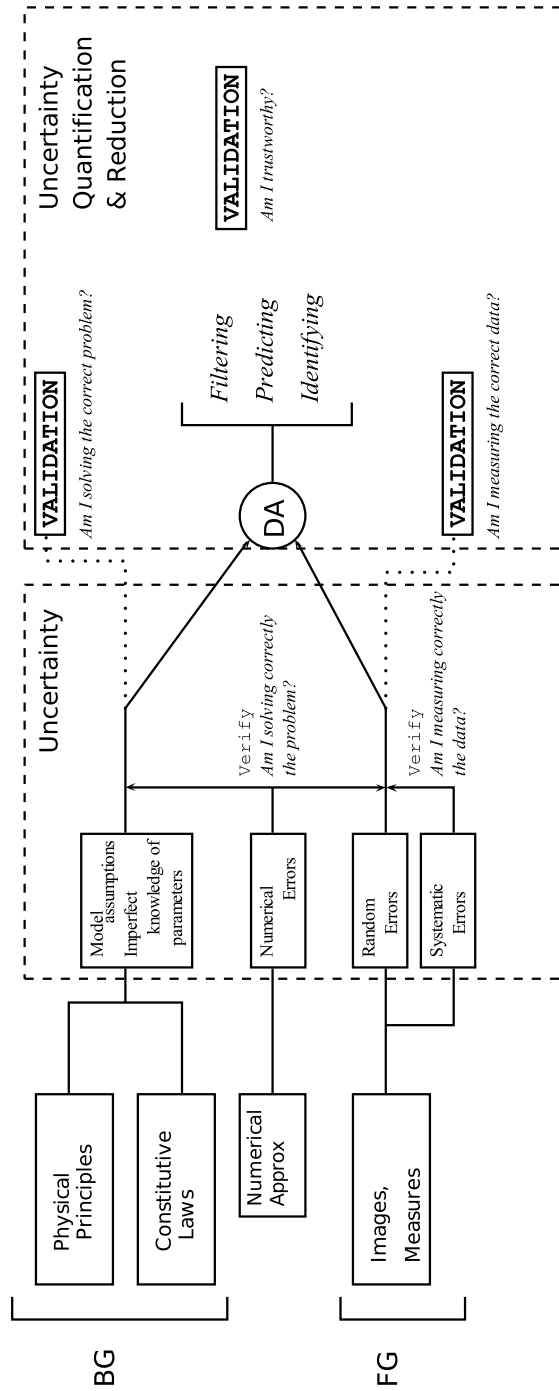 BG
FG
Physical
Principles
Constitutive
Laws
Numerical
Approx
Images,
Measures
Uncertainty
Model
assumptions
Imperfect
knowledge of
parameters
Numerical
Errors
Random
Errors
Systematic
Errors
Verify
Am I solving correctly
the problem?
Verify
Am I measuring correctly
the data?
DA
Uncertainty
Quantification
& Reduction
VALIDATION
Am I solving the correct problem?
Filtering
Predicting
Identifying
VALIDATION
Am I trustworthy?
VALIDATION
Am I measuring the correct data?